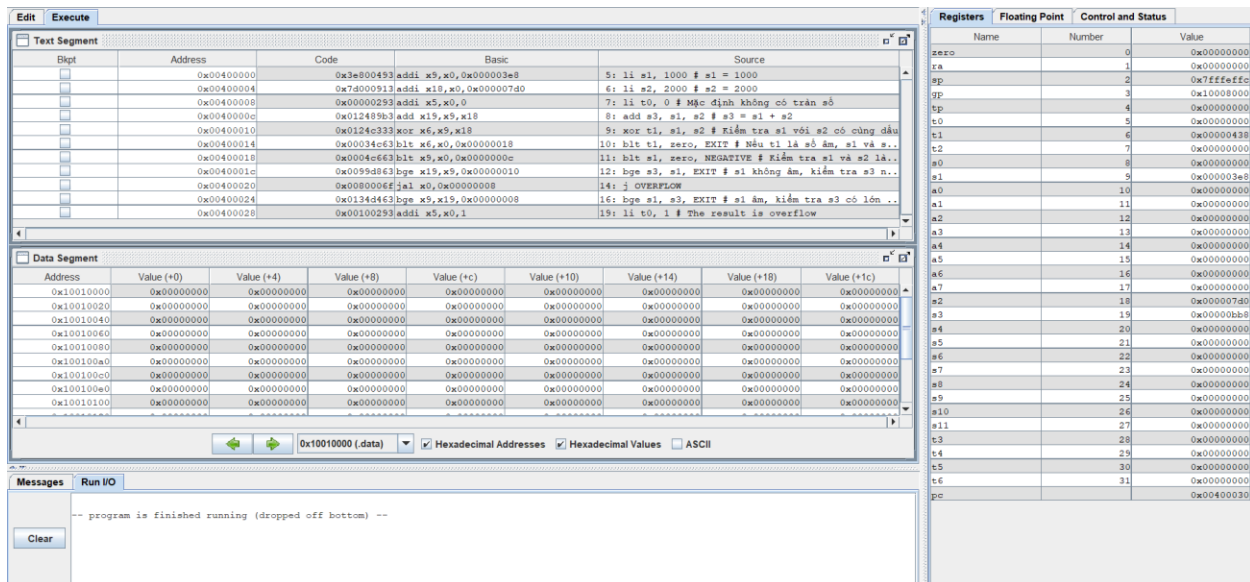 Edit Execute
Text Segment
Bkpt Address Code Basic Source
0x00400000 0x3e800493 addi x9,x0,0x000003e8 5: li s1, 1000 # s1 = 1000
0x00400004 0x7d000913 addi x18,x0,0x000007d0 6: li s2, 2000 # s2 = 2000
0x00400008 0x00000293 addi x5,x0,0 7: li t0, 0 # Mặc định không có tràn số
0x0040000c 0x012489b3 add x19,x9,x18 8: add s3, s1, s2 # s3 = s1 + s2
0x00400010 0x0124c333 xor x6,x9,x18 9: xor t1, s1, s2 # Kiểm tra s1 với s2 có cùng dấu
0x00400014 0x00034c63 blt x6,x0,0x00000018 10: blt t1, zero, EXIT # Nếu t1 là số âm, s1 và s..
0x00400018 0x0004c663 blt x9,x0,0x0000000c 11: blt s1, zero, NEGATIVE # Kiểm tra s1 và s2 là..
0x0040001c 0x0099d863 bge x19,x9,0x00000010 12: bge s3, s1, EXIT # s1 không âm, kiểm tra s3 n..
0x00400020 0x0080006f jal x0,0x00000008 14: j OVERFLOW
0x00400024 0x0134d463 bge x9,x19,0x00000008 16: bge s1, s3, EXIT # s1 âm, kiểm tra s3 có lớn ..
0x00400028 0x00100293 addi x5,x0,1 19: li t0, 1 # The result is overflow
Data Segment
Address Value (+0) Value (+4) Value (+8) Value (+c) Value (+10) Value (+14) Value (+18) Value (+1c)
0x10010000 0x00000000 0x00000000 0x00000000 0x00000000 0x00000000 0x00000000 0x00000000 0x00000000
0x10010020 0x00000000 0x00000000 0x00000000 0x00000000 0x00000000 0x00000000 0x00000000 0x00000000
0x10010040 0x00000000 0x00000000 0x00000000 0x00000000 0x00000000 0x00000000 0x00000000 0x00000000
0x10010060 0x00000000 0x00000000 0x00000000 0x00000000 0x00000000 0x00000000 0x00000000 0x00000000
0x10010080 0x00000000 0x00000000 0x00000000 0x00000000 0x00000000 0x00000000 0x00000000 0x00000000
0x100100a0 0x00000000 0x00000000 0x00000000 0x00000000 0x00000000 0x00000000 0x00000000 0x00000000
0x100100c0 0x00000000 0x00000000 0x00000000 0x00000000 0x00000000 0x00000000 0x00000000 0x00000000
0x100100e0 0x00000000 0x00000000 0x00000000 0x00000000 0x00000000 0x00000000 0x00000000 0x00000000
0x10010100 0x00000000 0x00000000 0x00000000 0x00000000 0x00000000 0x00000000 0x00000000 0x00000000
0x10010000 (.data) Hexadecimal Addresses Hexadecimal Values ASCII
Messages Run I/O
-- program is finished running (dropped off bottom) --
Clear
Registers Floating Point Control and Status
Name Number Value
zero 0 0x00000000
ra 1 0x00000000
sp 2 0x7fffeffc
gp 3 0x10008000
tp 4 0x00000000
t0 5 0x00000000
t1 6 0x00000438
t2 7 0x00000000
s0 8 0x00000000
s1 9 0x000003e8
a0 10 0x00000000
a1 11 0x00000000
a2 12 0x00000000
a3 13 0x00000000
a4 14 0x00000000
a5 15 0x00000000
a6 16 0x00000000
a7 17 0x00000000
s2 18 0x000007d0
s3 19 0x00000bb8
s4 20 0x00000000
s5 21 0x00000000
s6 22 0x00000000
s7 23 0x00000000
s8 24 0x00000000
s9 25 0x00000000
s10 26 0x00000000
s11 27 0x00000000
t3 28 0x00000000
t4 29 0x00000000
t5 30 0x00000000
t6 31 0x00000000
pc 0x00400030